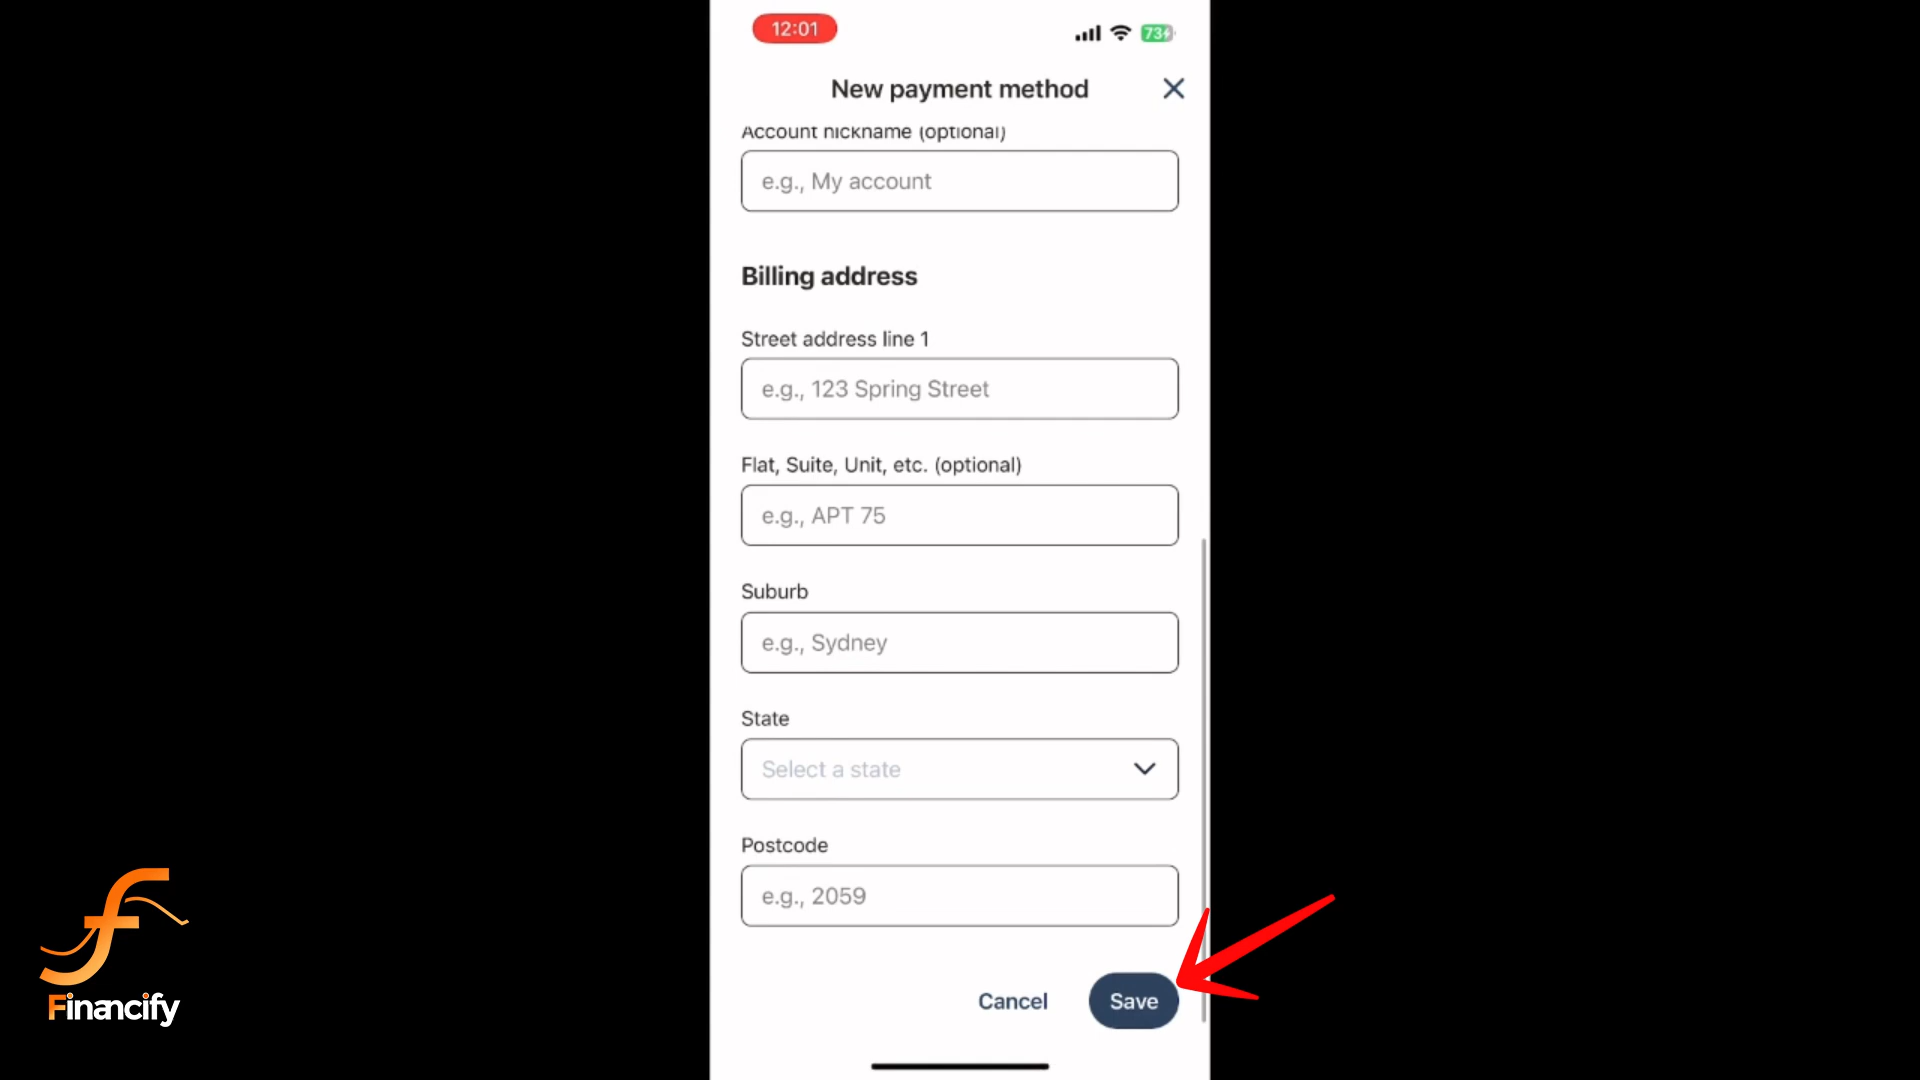 12:01
73
New payment method
Account nickname (optional)
e.g., My account
Billing address
Street address line 1
e.g., 123 Spring Street
Flat, Suite, Unit, etc. (optional)
e.g., APT 75
Suburb
e.g., Sydney
State
Select a state
Postcode
e.g., 2059
Cancel
Save
Financify